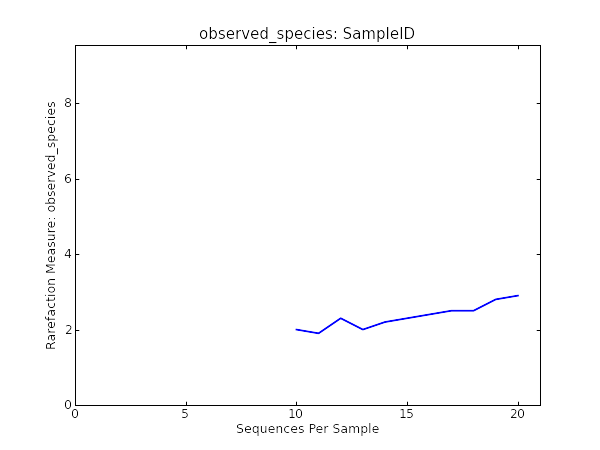 observed_species: SampleID
Rarefaction Measure: observed_species
8
6
4
2
0
0 5 10 15 20
Sequences Per Sample